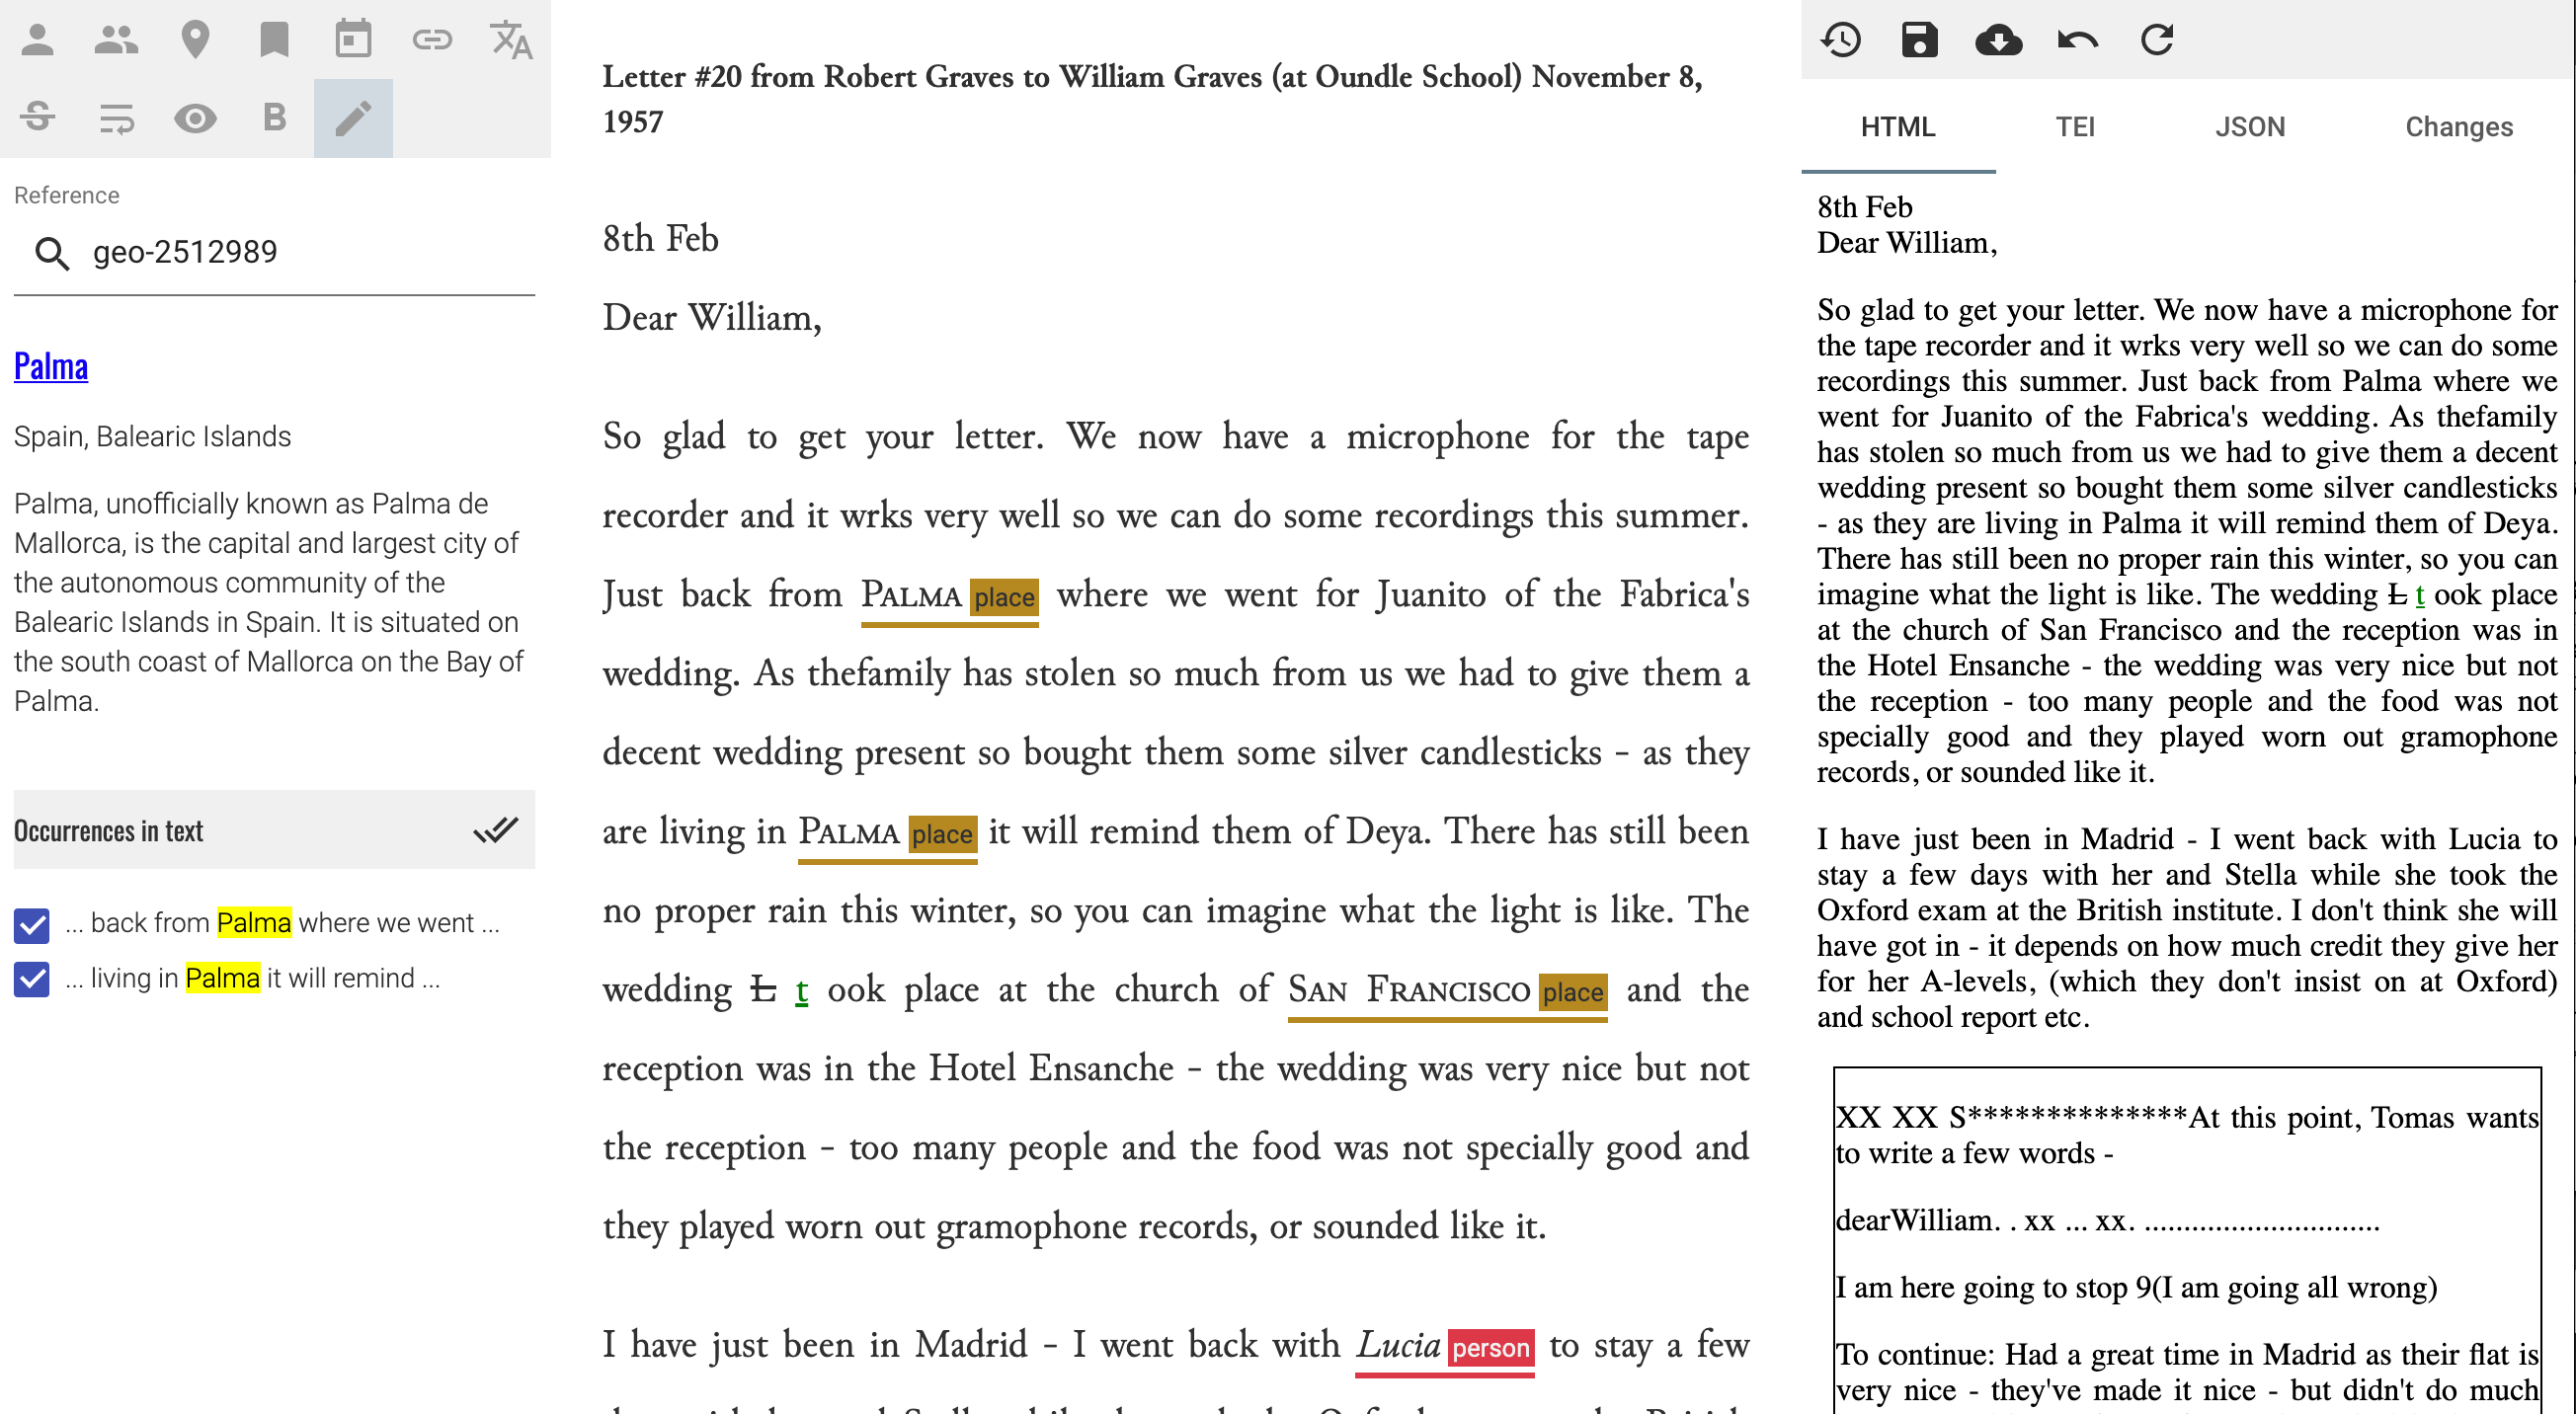 B
Reference
geo-2512989
Palma
Spain, Balearic Islands
Palma, unofficially known as Palma de
Mallorca, is the capital and largest city of
the autonomous community of the
Balearic Islands in Spain. It is situated on
the south coast of Mallorca on the Bay of
Palma.
Occurrences in text
... back from Palma where we went ...
... living in Palma it will remind ...
Letter #20 from Robert Graves to William Graves (at Oundle School) November 8,
1957
8th Feb
Dear William,
So glad to get your letter. We now have a microphone for the tape
recorder and it wrks very well so we can do some recordings this summer.
Just back from Palma place where we went for Juanito of the Fabrica's
wedding. As thefamily has stolen so much from us we had to give them a
decent wedding present so bought them some silver candlesticks - as they
are living in Palma place it will remind them of Deya. There has still been
no proper rain this winter, so you can imagine what the light is like. The
wedding L t ook place at the church of San Francisco place and the
reception was in the Hotel Ensanche - the wedding was very nice but not
the reception - too many people and the food was not specially good and
they played worn out gramophone records, or sounded like it.
I have just been in Madrid - I went back with Lucia person to stay a few
HTML TEI JSON Changes
8th Feb
Dear William,
So glad to get your letter. We now have a microphone for
the tape recorder and it wrks very well so we can do some
recordings this summer. Just back from Palma where we
went for Juanito of the Fabrica's wedding. As thefamily
has stolen so much from us we had to give them a decent
wedding present so bought them some silver candlesticks
- as they are living in Palma it will remind them of Deya.
There has still been no proper rain this winter, so you can
imagine what the light is like. The wedding L t ook place
at the church of San Francisco and the reception was in
the Hotel Ensanche - the wedding was very nice but not
the reception - too many people and the food was not
specially good and they played worn out gramophone
records, or sounded like it.
I have just been in Madrid - I went back with Lucia to
stay a few days with her and Stella while she took the
Oxford exam at the British institute. I don't think she will
have got in - it depends on how much credit they give her
for her A-levels, (which they don't insist on at Oxford)
and school report etc.
XX XX S**************At this point, Tomas wants
to write a few words -
dearWilliam. . xx ... xx. ..............................
I am here going to stop 9(I am going all wrong)
To continue: Had a great time in Madrid as their flat is
very nice - they've made it nice - but didn't do much